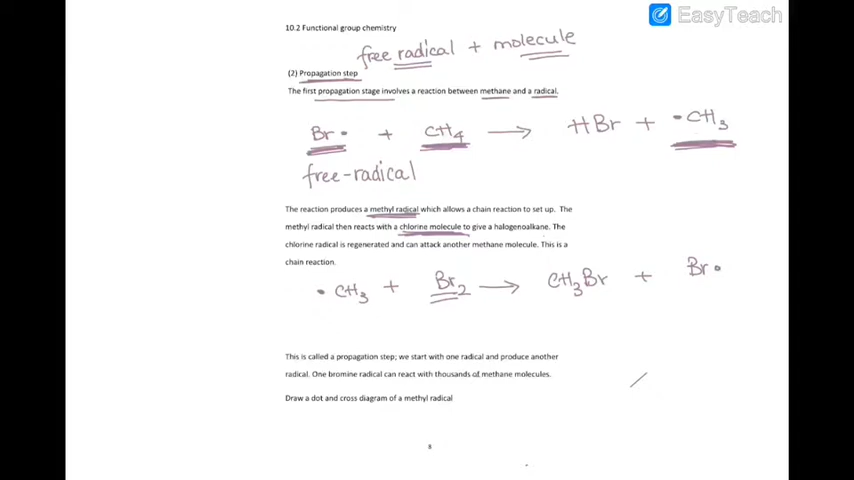 EasyTeach
10.2 Functional group chemistry
free radical + molecule
(2) Propagation step
The first propagation stage involves a reaction between methane and a radical.
Br• + CH₄ → HBr + •CH₃
free-radical
The reaction produces a methyl radical which allows a chain reaction to set up. The
methyl radical then reacts with a chlorine molecule to give a halogenoalkane. The
chlorine radical is regenerated and can attack another methane molecule. This is a
chain reaction.
•CH₃ + Br₂ → CH₃Br + Br•
This is called a propagation step; we start with one radical and produce another
radical. One bromine radical can react with thousands of methane molecules.
Draw a dot and cross diagram of a methyl radical
8